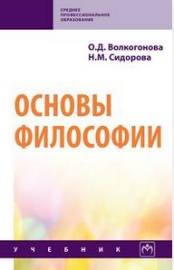 СРЕДНЕЕ
ПРОФЕССИОНАЛЬНОЕ
ОБРАЗОВАНИЕ
О.Д. Волкогонова
Н.М. Сидорова
ОСНОВЫ
ФИЛОСОФИИ
УЧЕБНИК